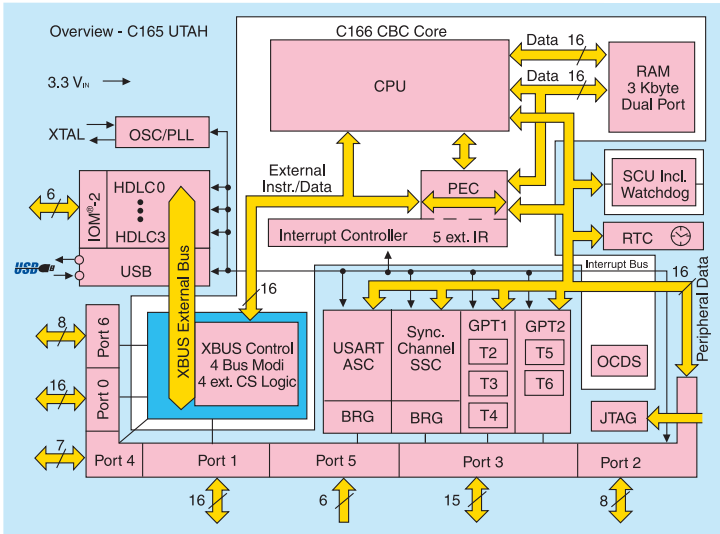 Overview - C165 UTAH
C166 CBC Core
3.3 VIN
XTAL
OSC/PLL
CPU
Data 16
Data 16
RAM
3 Kbyte
Dual Port
6
IOM®-2
HDLC0
HDLC3
USB
USB
External
Instr./Data
PEC
Interrupt Controller
5 ext. IR
SCU Incl.
Watchdog
RTC
Interrupt Bus
16
Peripheral Data
XBUS External Bus
16
XBUS Control
4 Bus Modi
4 ext. CS Logic
USART
ASC
BRG
Sync.
Channel
SSC
BRG
GPT1
T2
T3
T4
GPT2
T5
T6
OCDS
JTAG
8
Port 6
16
Port 0
7
Port 4
Port 1
Port 5
Port 3
Port 2
16
6
15
8